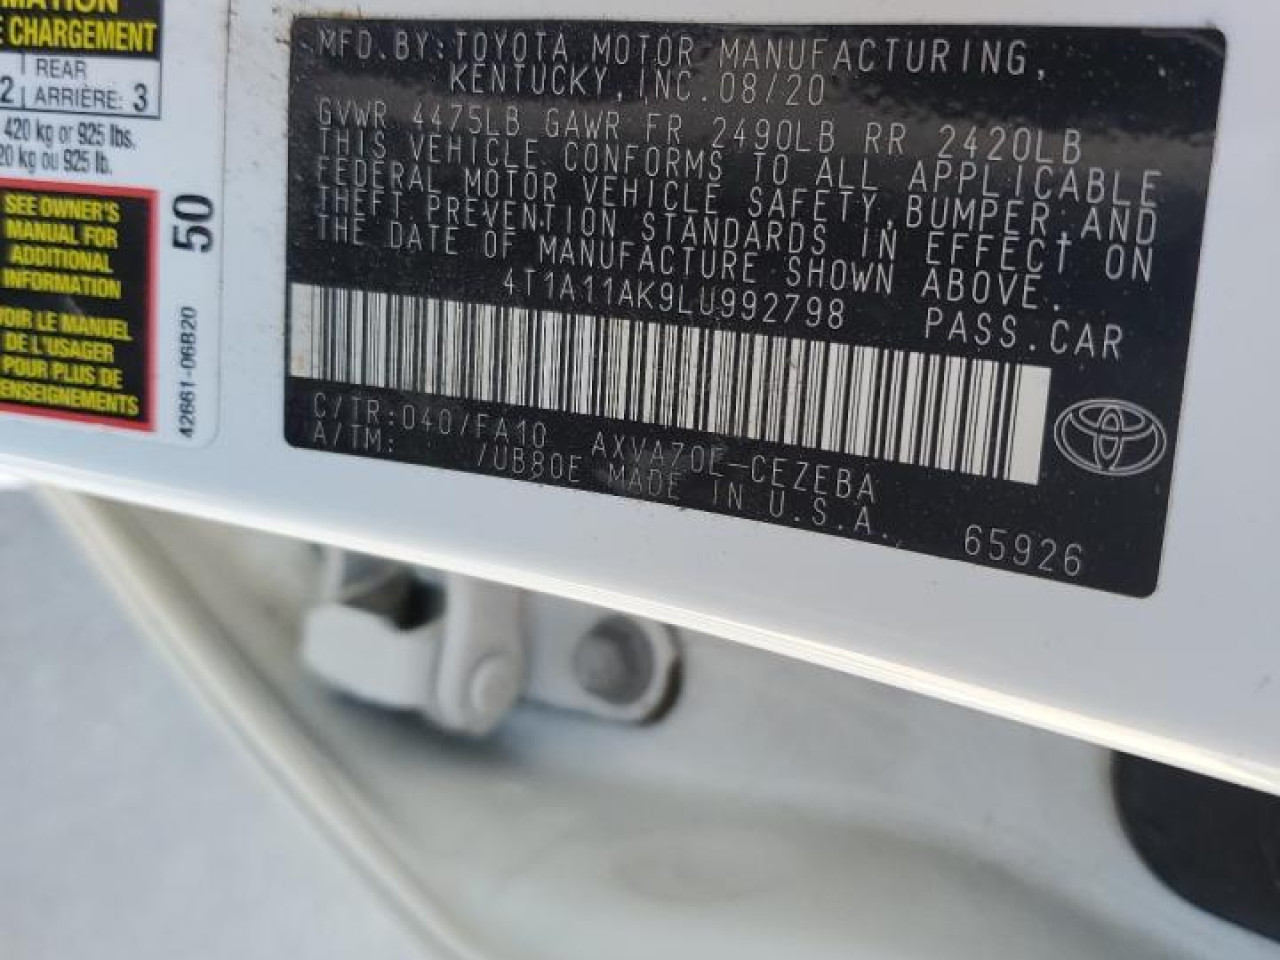 MATION
E CHARGEMENT
2 REAR
ARRIÈRE: 3
420 kg or 925 lbs.
20 kg ou 925 lb.
SEE OWNER'S
MANUAL FOR
ADDITIONAL
INFORMATION
VOIR LE MANUEL
DE L'USAGER
POUR PLUS DE
RENSEIGNEMENTS
50
42661-06B20
MFD.BY:TOYOTA MOTOR MANUFACTURING,
KENTUCKY,INC.08/20
GVWR 4475LB GAWR FR 2490LB RR 2420LB
THIS VEHICLE CONFORMS TO ALL APPLICABLE
FEDERAL MOTOR VEHICLE SAFETY,BUMPER,AND
THEFT PREVENTION STANDARDS IN EFFECT ON
THE DATE OF MANUFACTURE SHOWN ABOVE.
4T1A11AK9LU992798 PASS.CAR
C/TR:040/FA10 AXVA70L-CEZEBA
A/TM: /UB80E MADE IN U.S.A.
65926